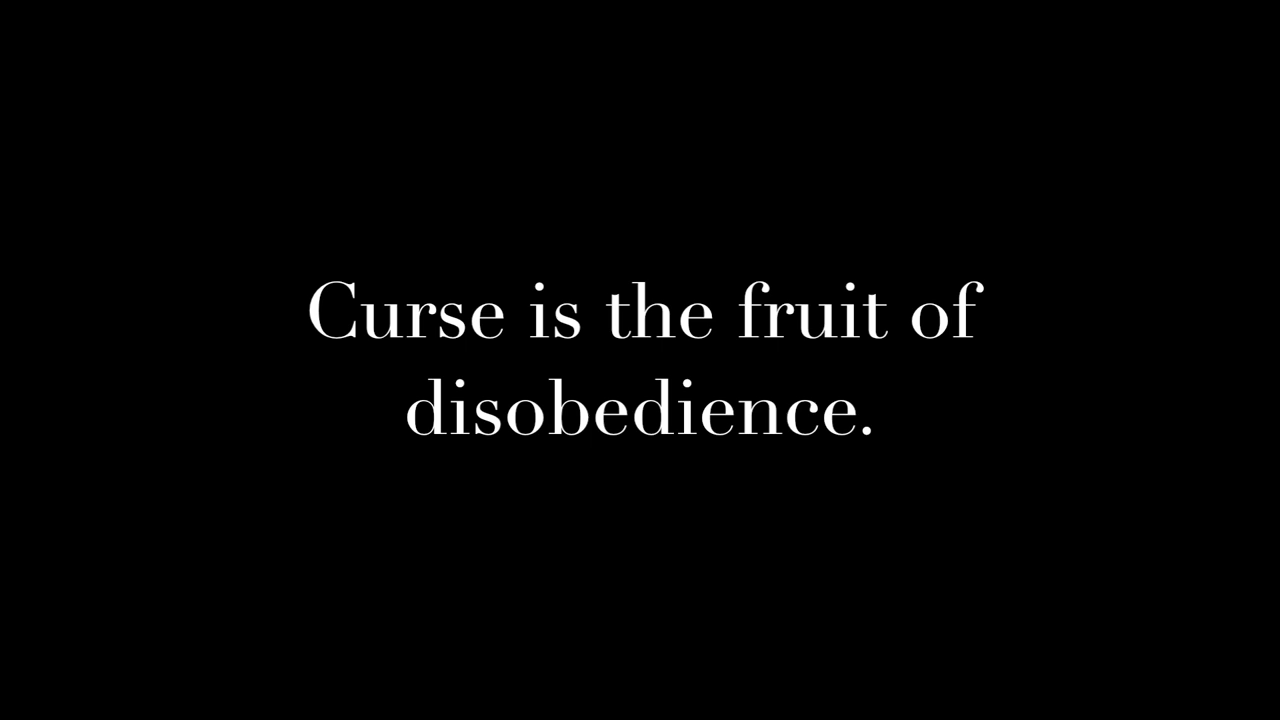 Curse is the fruit of
disobedience.